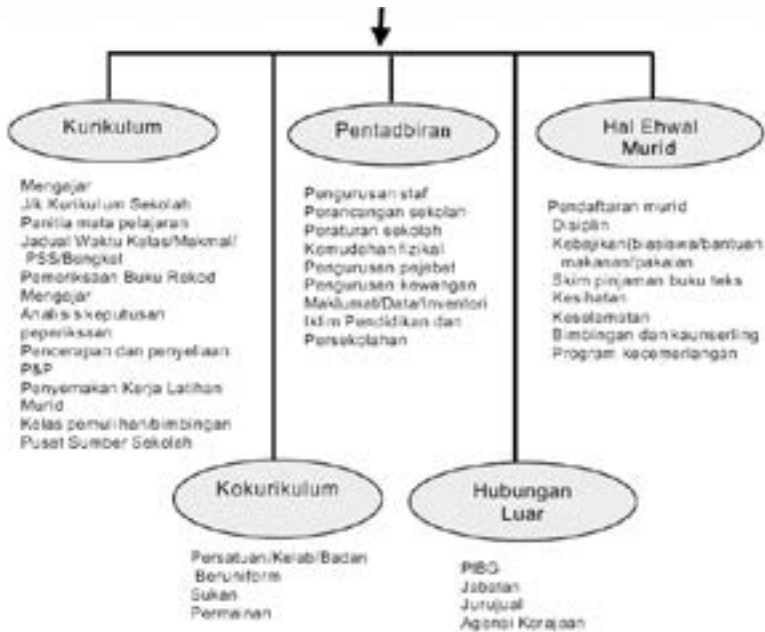 Kurikulum
Mengajar
J/k Kurikulum Sekolah
Panitia mata pelajaran
Jadual Waktu Kelas/Makmal/
PSS/Bengkel
Pemeriksaan Buku Rekod
Mengajar
Analisis keputusan
peperiksaan
Pencerapan dan penyeliaan
P&P
Penyemakan Kerja Latihan
Murid
Kelas pemulihan/bimbingan
Pusat Sumber Sekolah
Pentadbiran
Pengurusan staf
Perancangan sekolah
Peraturan sekolah
Kemudahan fizikal
Pengurusan pejabat
Pengurusan kewangan
Maklumat/Data/Inventori
Iklim Pendidikan dan
Persekolahan
Hal Ehwal
Murid
Pendaftaran murid
Disiplin
Kebajikan(biasiswa/bantuan
makanan/pakaian
Skim pinjaman buku teks
Kesihatan
Keselamatan
Bimbingan dan kaunserling
Program kecemerlangan
Kokurikulum
Persatuan/Kelab/Badan
Beruniform
Sukan
Permainan
Hubungan
Luar
PIBG
Jabatan
Jurujual
Agensi Kerajaan